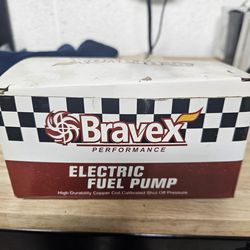 BraveX
PERFORMANCE
ELECTRIC
FUEL PUMP
High Durability Copper Coil Calibrated Shut Off Pressure